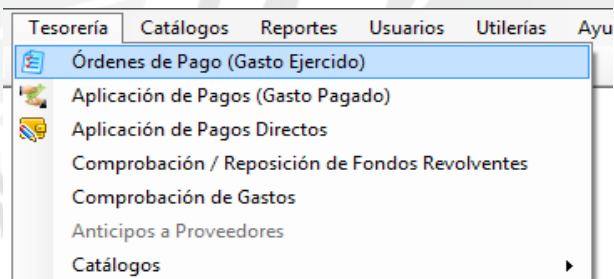 Tesorería Catálogos Reportes Usuarios Utilerías Ayu
Órdenes de Pago (Gasto Ejercido)
Aplicación de Pagos (Gasto Pagado)
Aplicación de Pagos Directos
Comprobación / Reposición de Fondos Revolventes
Comprobación de Gastos
Anticipos a Proveedores
Catálogos